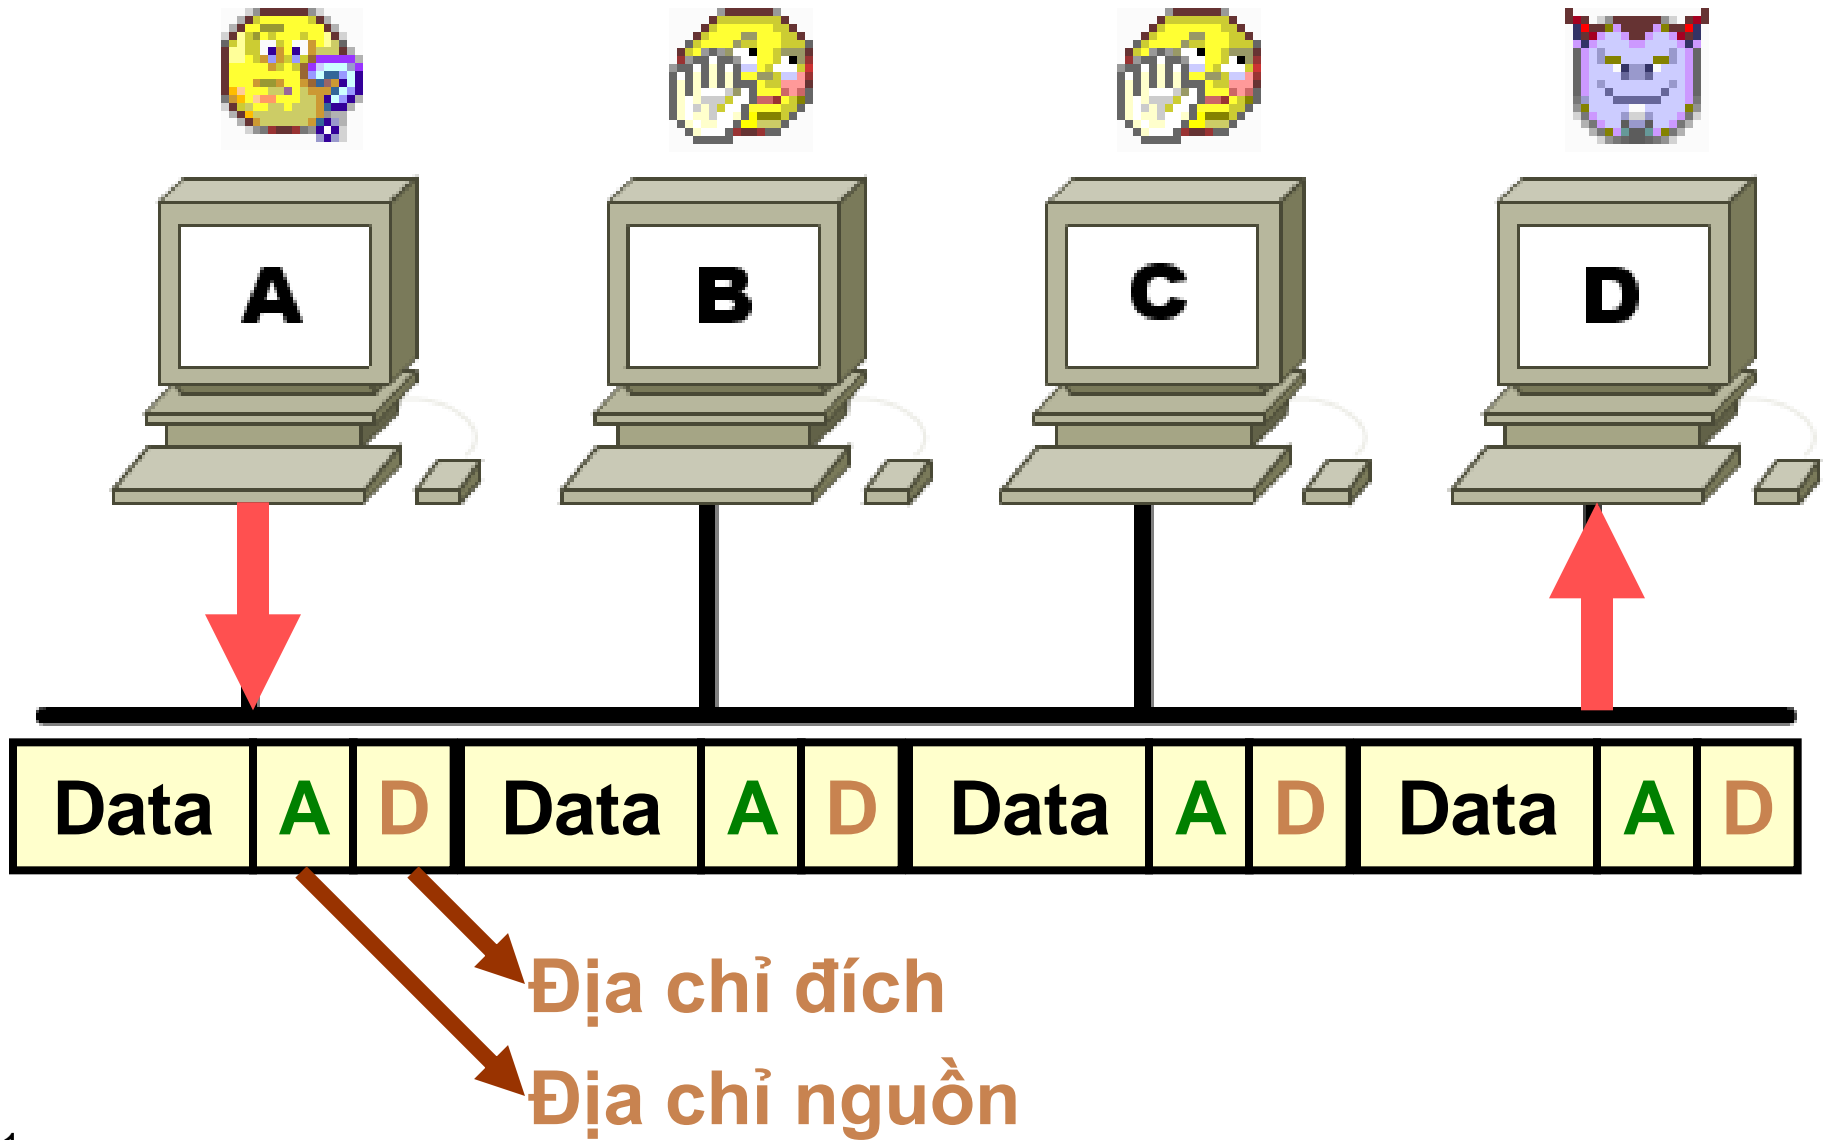 A B C D
Data A D Data A D Data A D Data A D
Địa chỉ đích
Địa chỉ nguồn